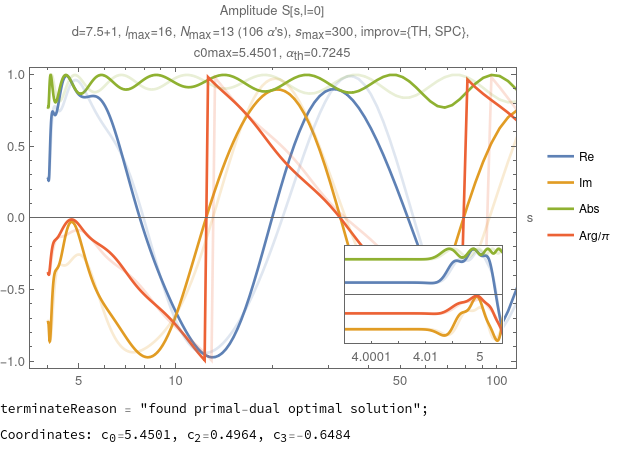 Amplitude S[s,l=0]
d=7.5+1, lmax=16, Nmax=13 (106 α's), smax=300, improv={TH, SPC},
c0max=5.4501, αth=0.7245
1.0
0.5
0.0
-0.5
-1.0
5
10
50
100
s
Re
Im
Abs
Arg/π
4.0001
4.01
5
terminateReason = "found primal-dual optimal solution";
Coordinates: c0=5.4501, c2=0.4964, c3=-0.6484